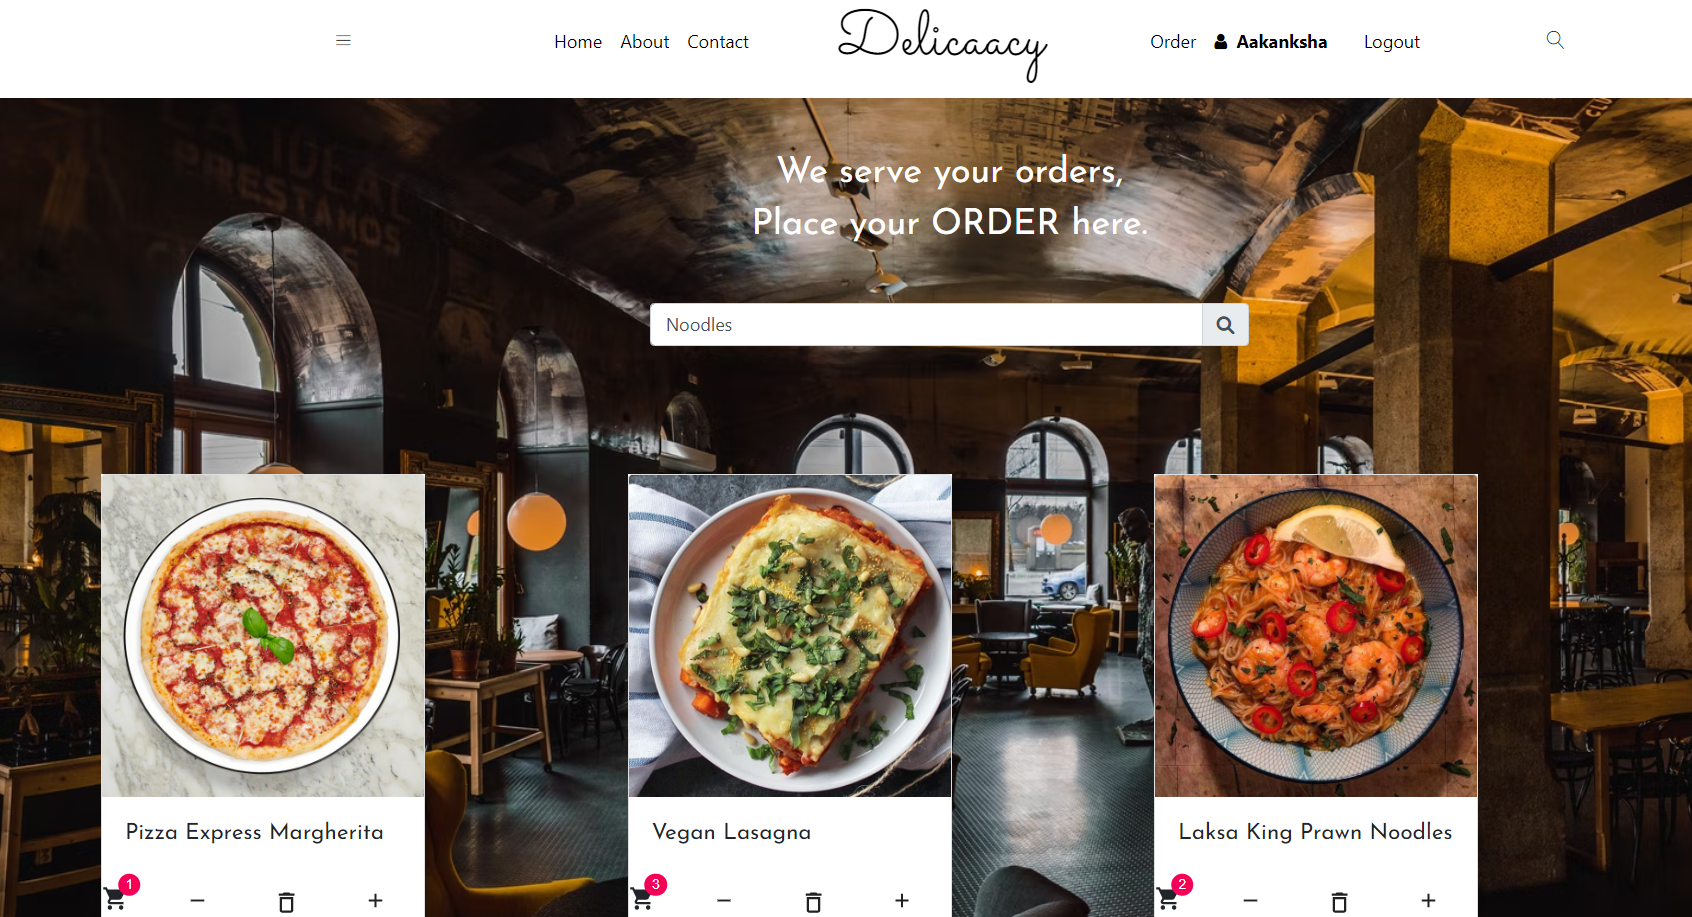 Home About Contact
Delicaacy
Order Aakanksha Logout
We serve your orders,
Place your ORDER here.
Noodles
Pizza Express Margherita
1
Vegan Lasagna
3
Laksa King Prawn Noodles
2
PRESTAMOS